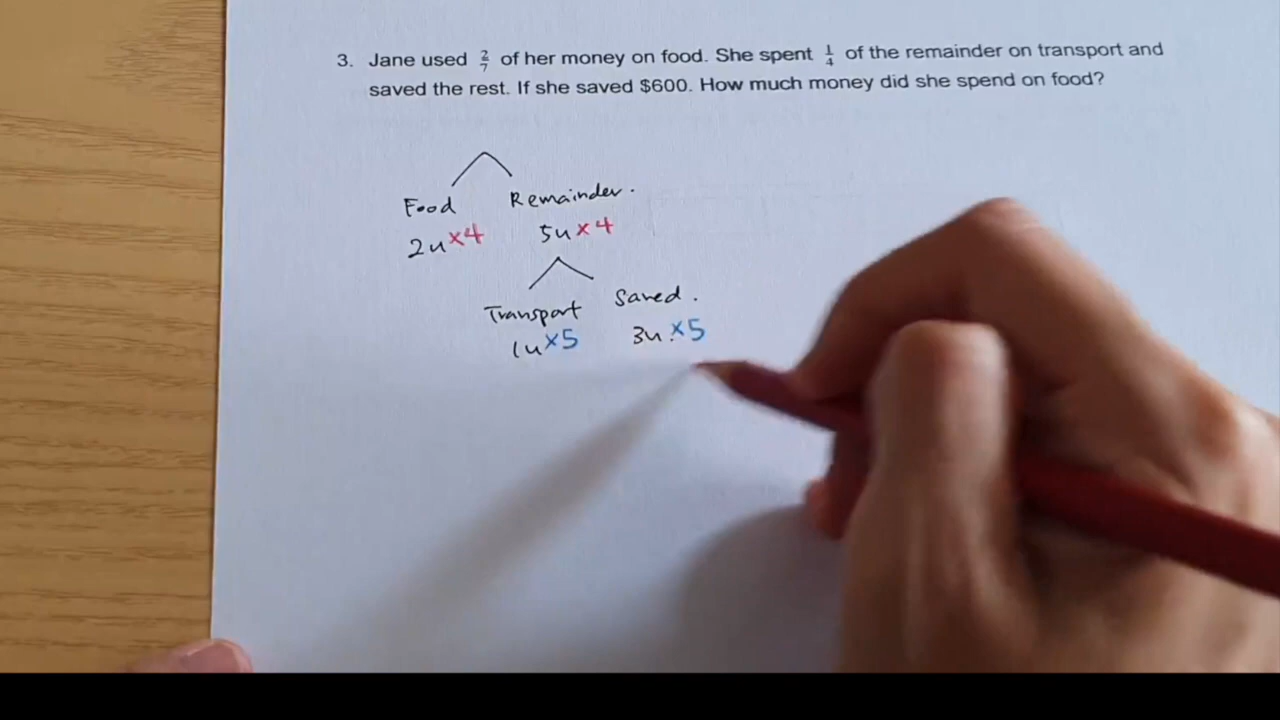 3. Jane used 2/7 of her money on food. She spent 1/4 of the remainder on transport and
saved the rest. If she saved $600. How much money did she spend on food?
Food Remainder.
2u×4 5u×4
Transport Saved.
1u×5 3u×5